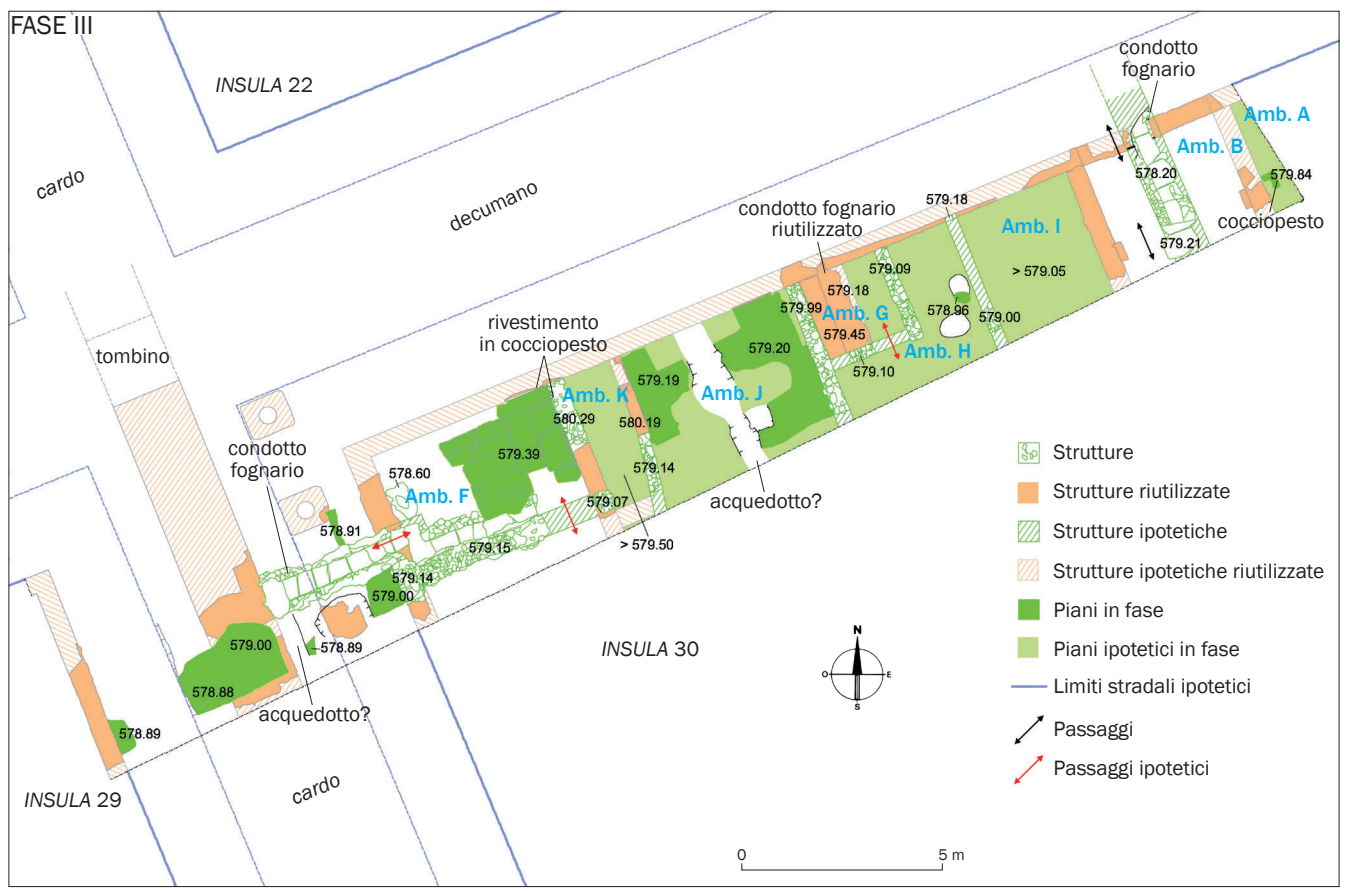 FASE III
INSULA 22
condotto
fognario
Amb. A
Amb. B
cardo
578.20
579.84
decumano
579.18
condotto fognario
riutilizzato
Amb. I
cocciopesto
579.21
579.09
> 579.05
579.18
579.99
Amb. G
578.96
579.00
rivestimento
in cocciopesto
579.45
Amb. H
tombino
579.20
579.10
579.19
Amb. J
Amb. K
580.29
580.19
condotto
fognario
579.39
578.60
579.14
Amb. F
acquedotto?
579.07
578.91
579.15
> 579.50
579.14
579.00
579.00
578.89
INSULA 30
578.88
acquedotto?
578.89
cardo
INSULA 29
N
O
E
S
Strutture
Strutture riutilizzate
Strutture ipotetiche
Strutture ipotetiche riutilizzate
Piani in fase
Piani ipotetici in fase
Limiti stradali ipotetici
Passaggi
Passaggi ipotetici
0
5 m